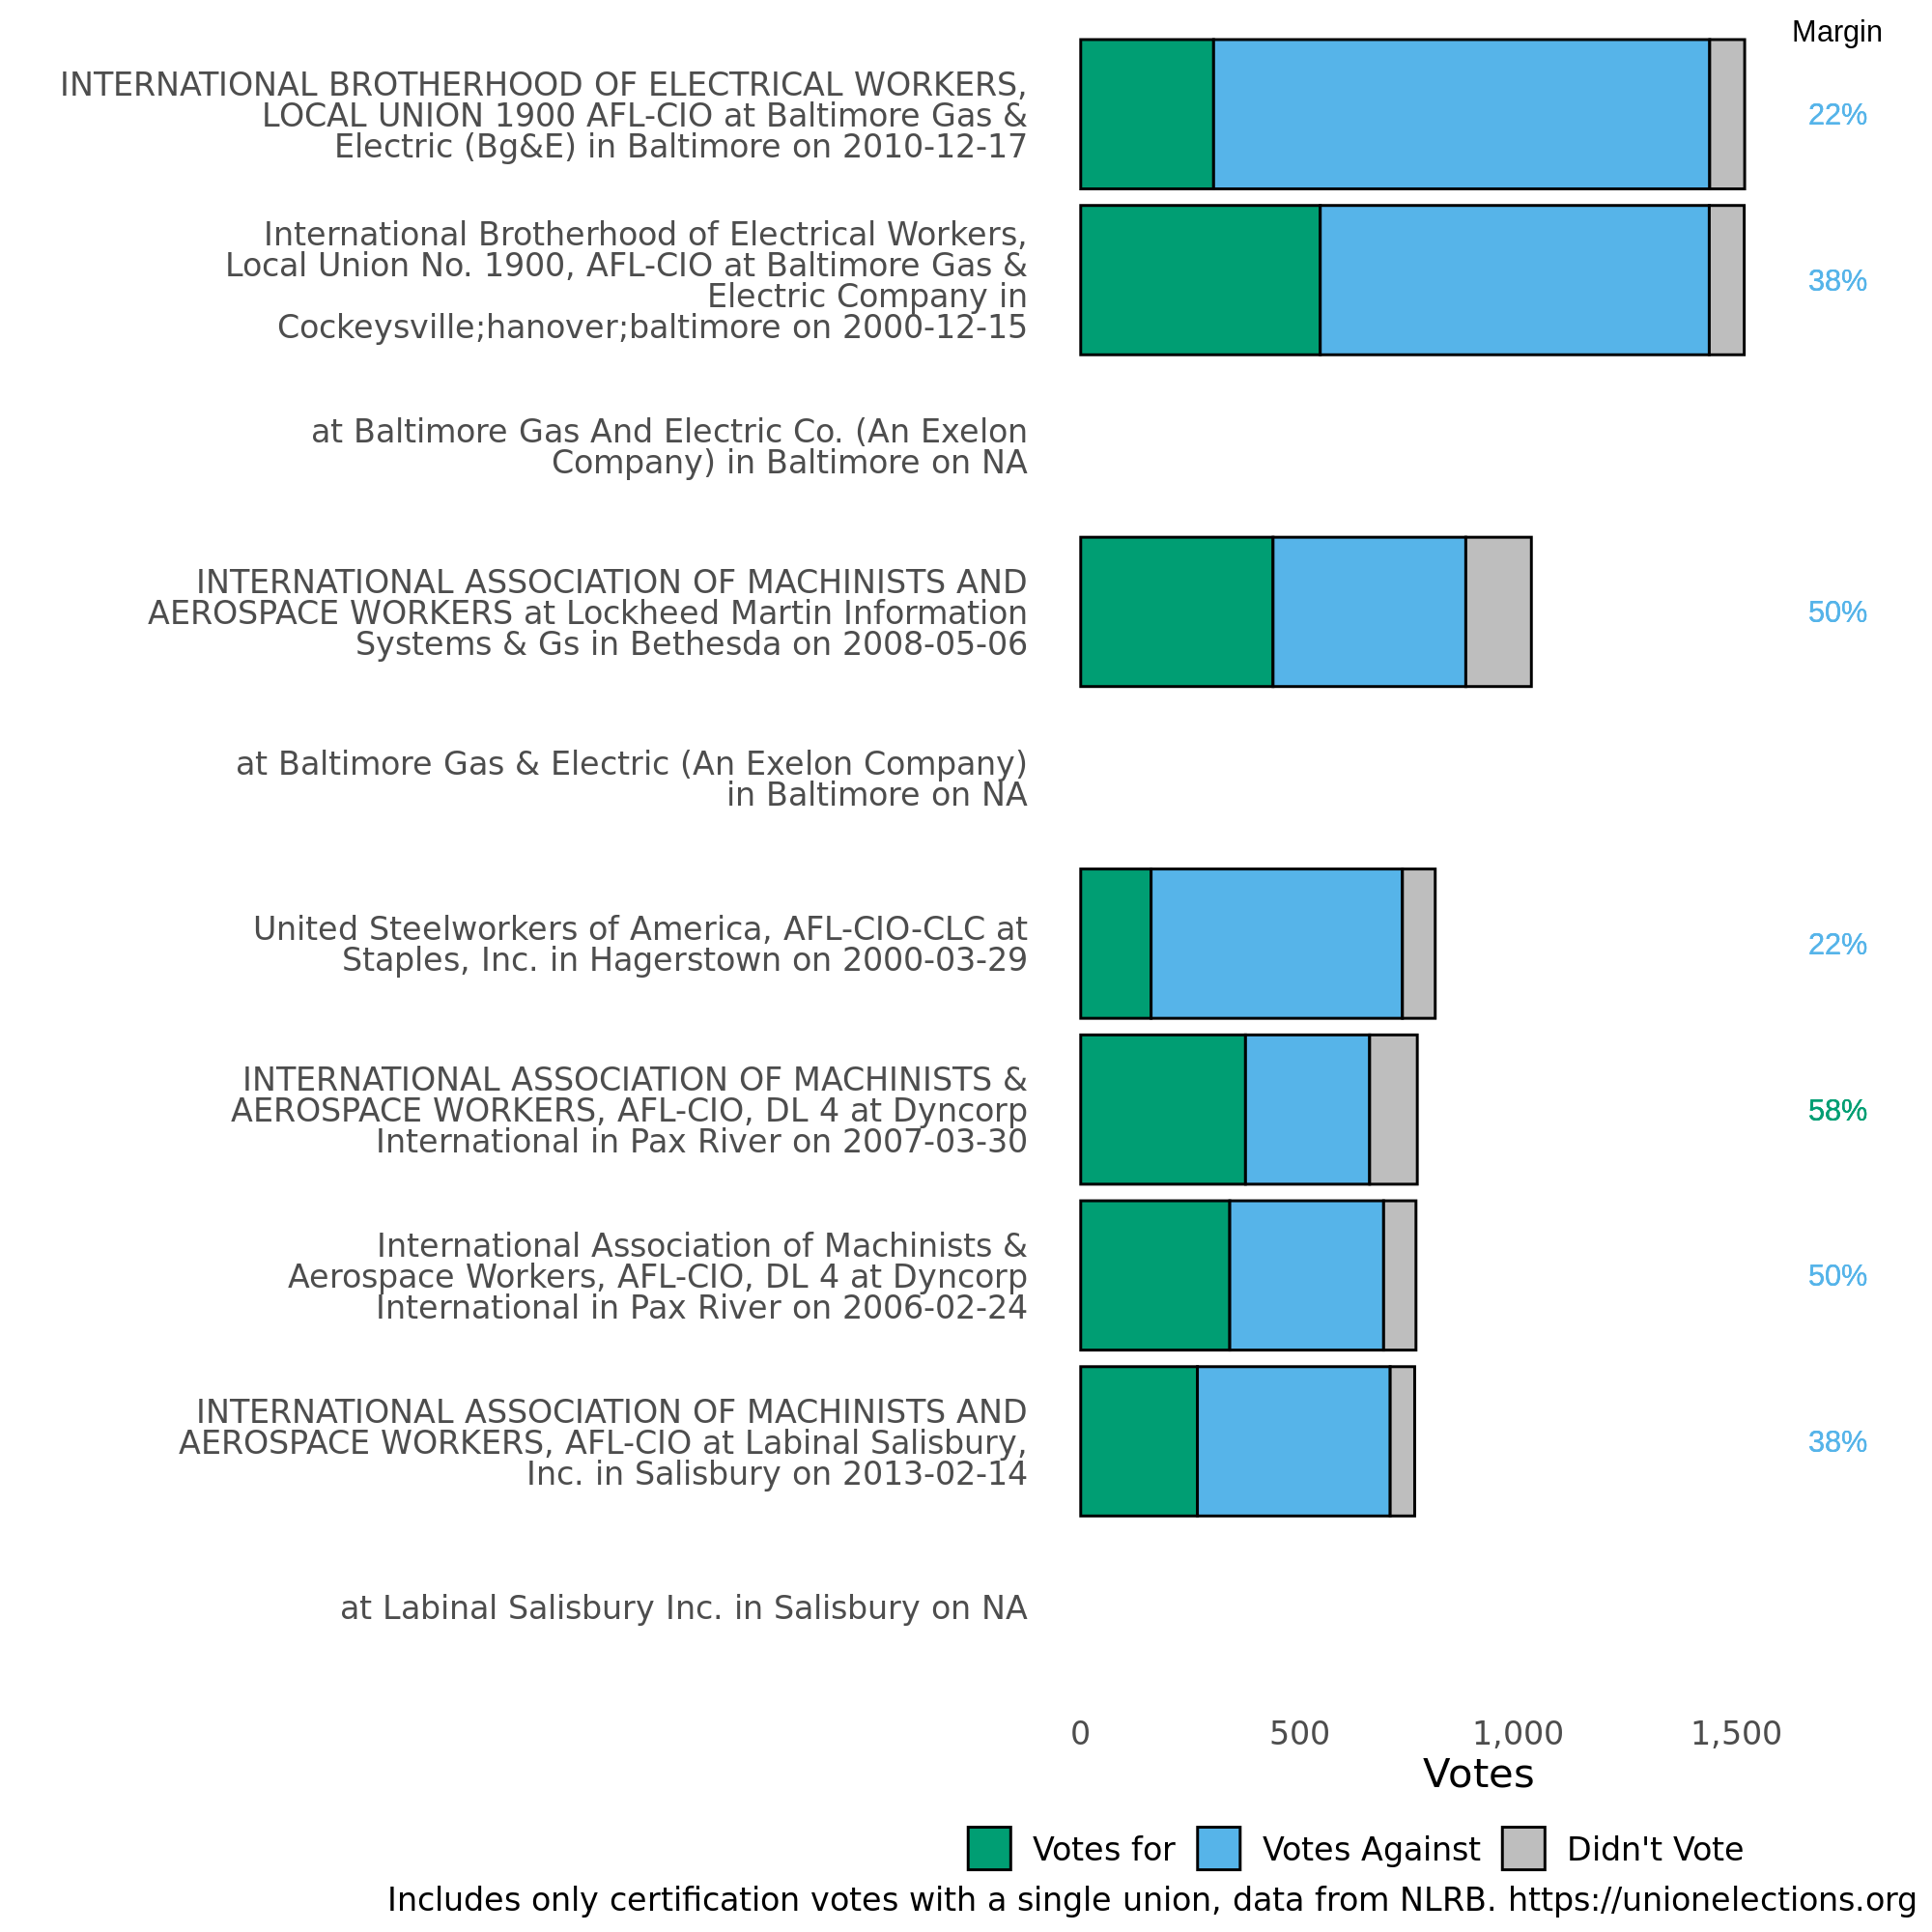 Margin
INTERNATIONAL BROTHERHOOD OF ELECTRICAL WORKERS,
LOCAL UNION 1900 AFL-CIO at Baltimore Gas &
Electric (Bg&E) in Baltimore on 2010-12-17
22%
International Brotherhood of Electrical Workers,
Local Union No. 1900, AFL-CIO at Baltimore Gas &
Electric Company in
Cockeysville;hanover;baltimore on 2000-12-15
38%
at Baltimore Gas And Electric Co. (An Exelon
Company) in Baltimore on NA
INTERNATIONAL ASSOCIATION OF MACHINISTS AND
AEROSPACE WORKERS at Lockheed Martin Information
Systems & Gs in Bethesda on 2008-05-06
50%
at Baltimore Gas & Electric (An Exelon Company)
in Baltimore on NA
United Steelworkers of America, AFL-CIO-CLC at
Staples, Inc. in Hagerstown on 2000-03-29
22%
INTERNATIONAL ASSOCIATION OF MACHINISTS &
AEROSPACE WORKERS, AFL-CIO, DL 4 at Dyncorp
International in Pax River on 2007-03-30
58%
International Association of Machinists &
Aerospace Workers, AFL-CIO, DL 4 at Dyncorp
International in Pax River on 2006-02-24
50%
INTERNATIONAL ASSOCIATION OF MACHINISTS AND
AEROSPACE WORKERS, AFL-CIO at Labinal Salisbury,
Inc. in Salisbury on 2013-02-14
38%
at Labinal Salisbury Inc. in Salisbury on NA
0 500 1,000 1,500
Votes
Votes for Votes Against Didn't Vote
Includes only certification votes with a single union, data from NLRB. https://unionelections.org